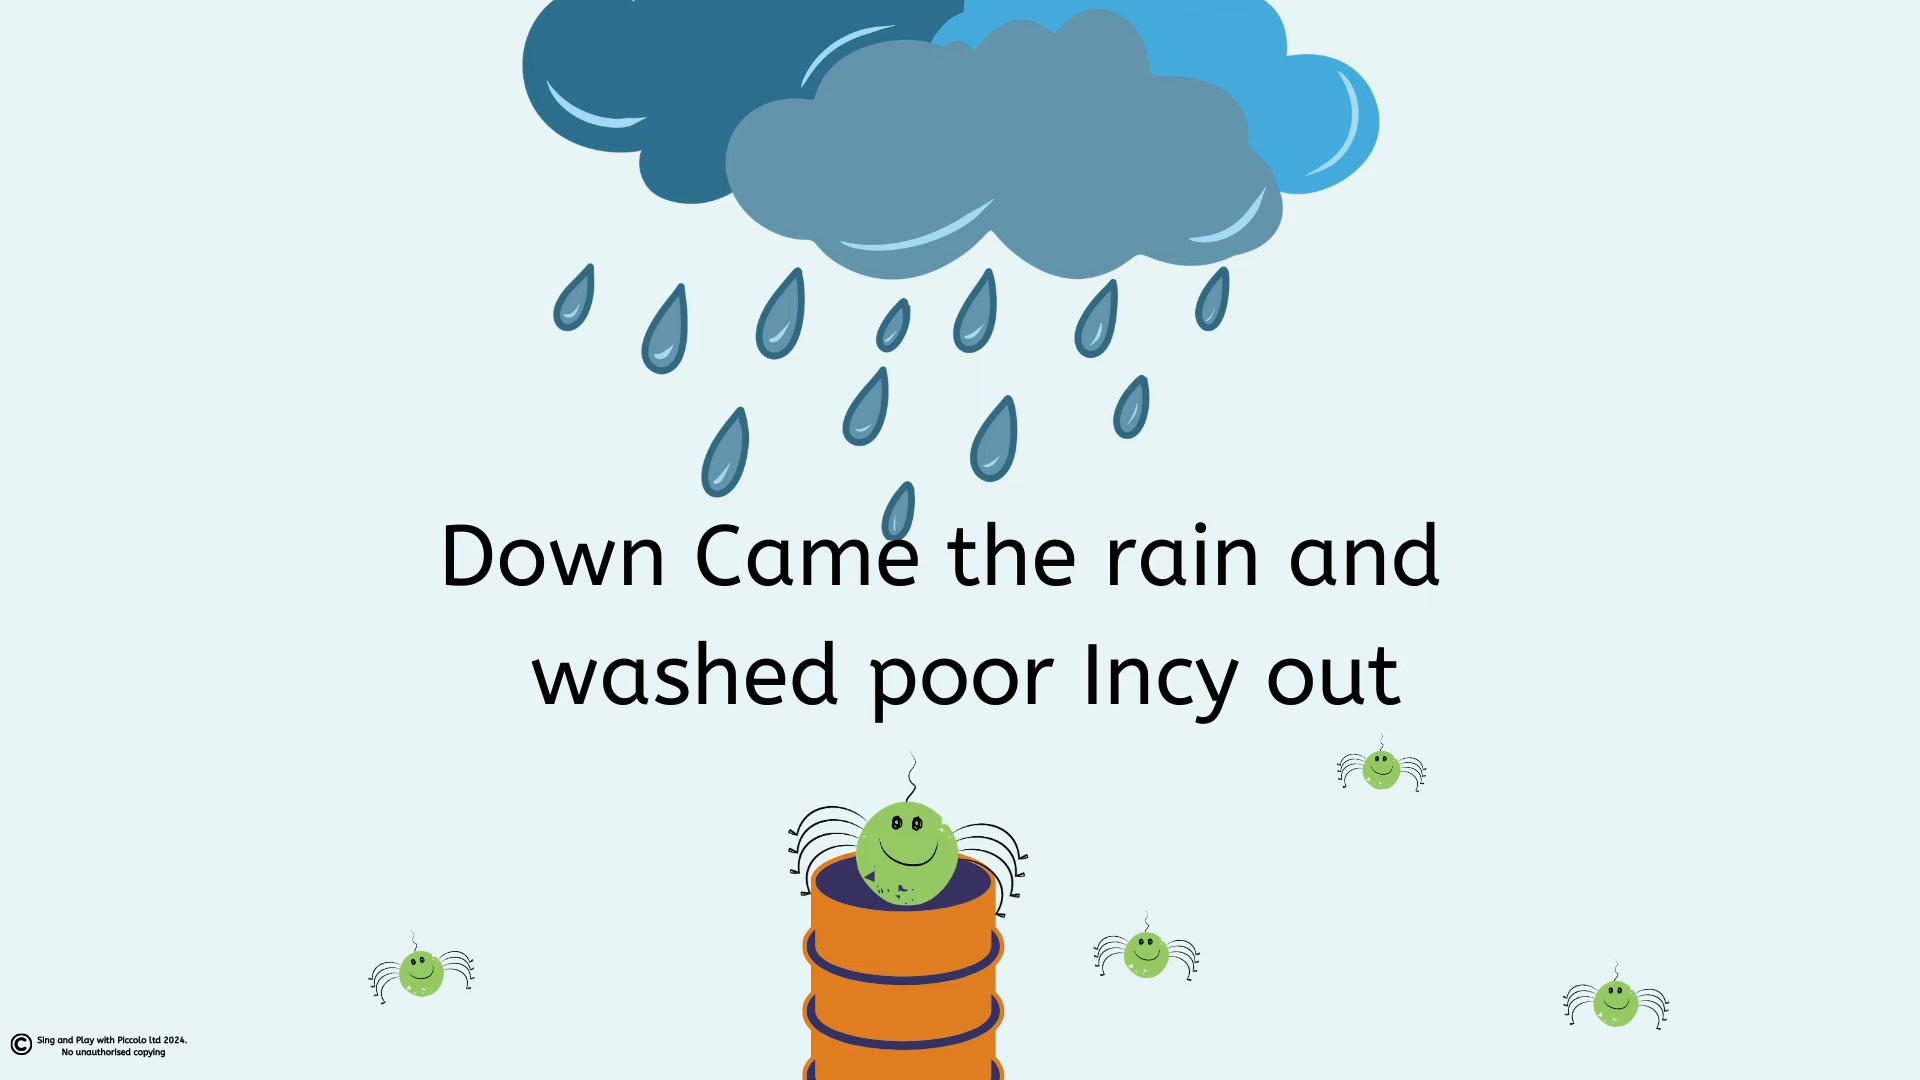 Down Came the rain and
washed poor Incy out
© Sing and Play with Piccolo ltd 2024.
No unauthorised copying